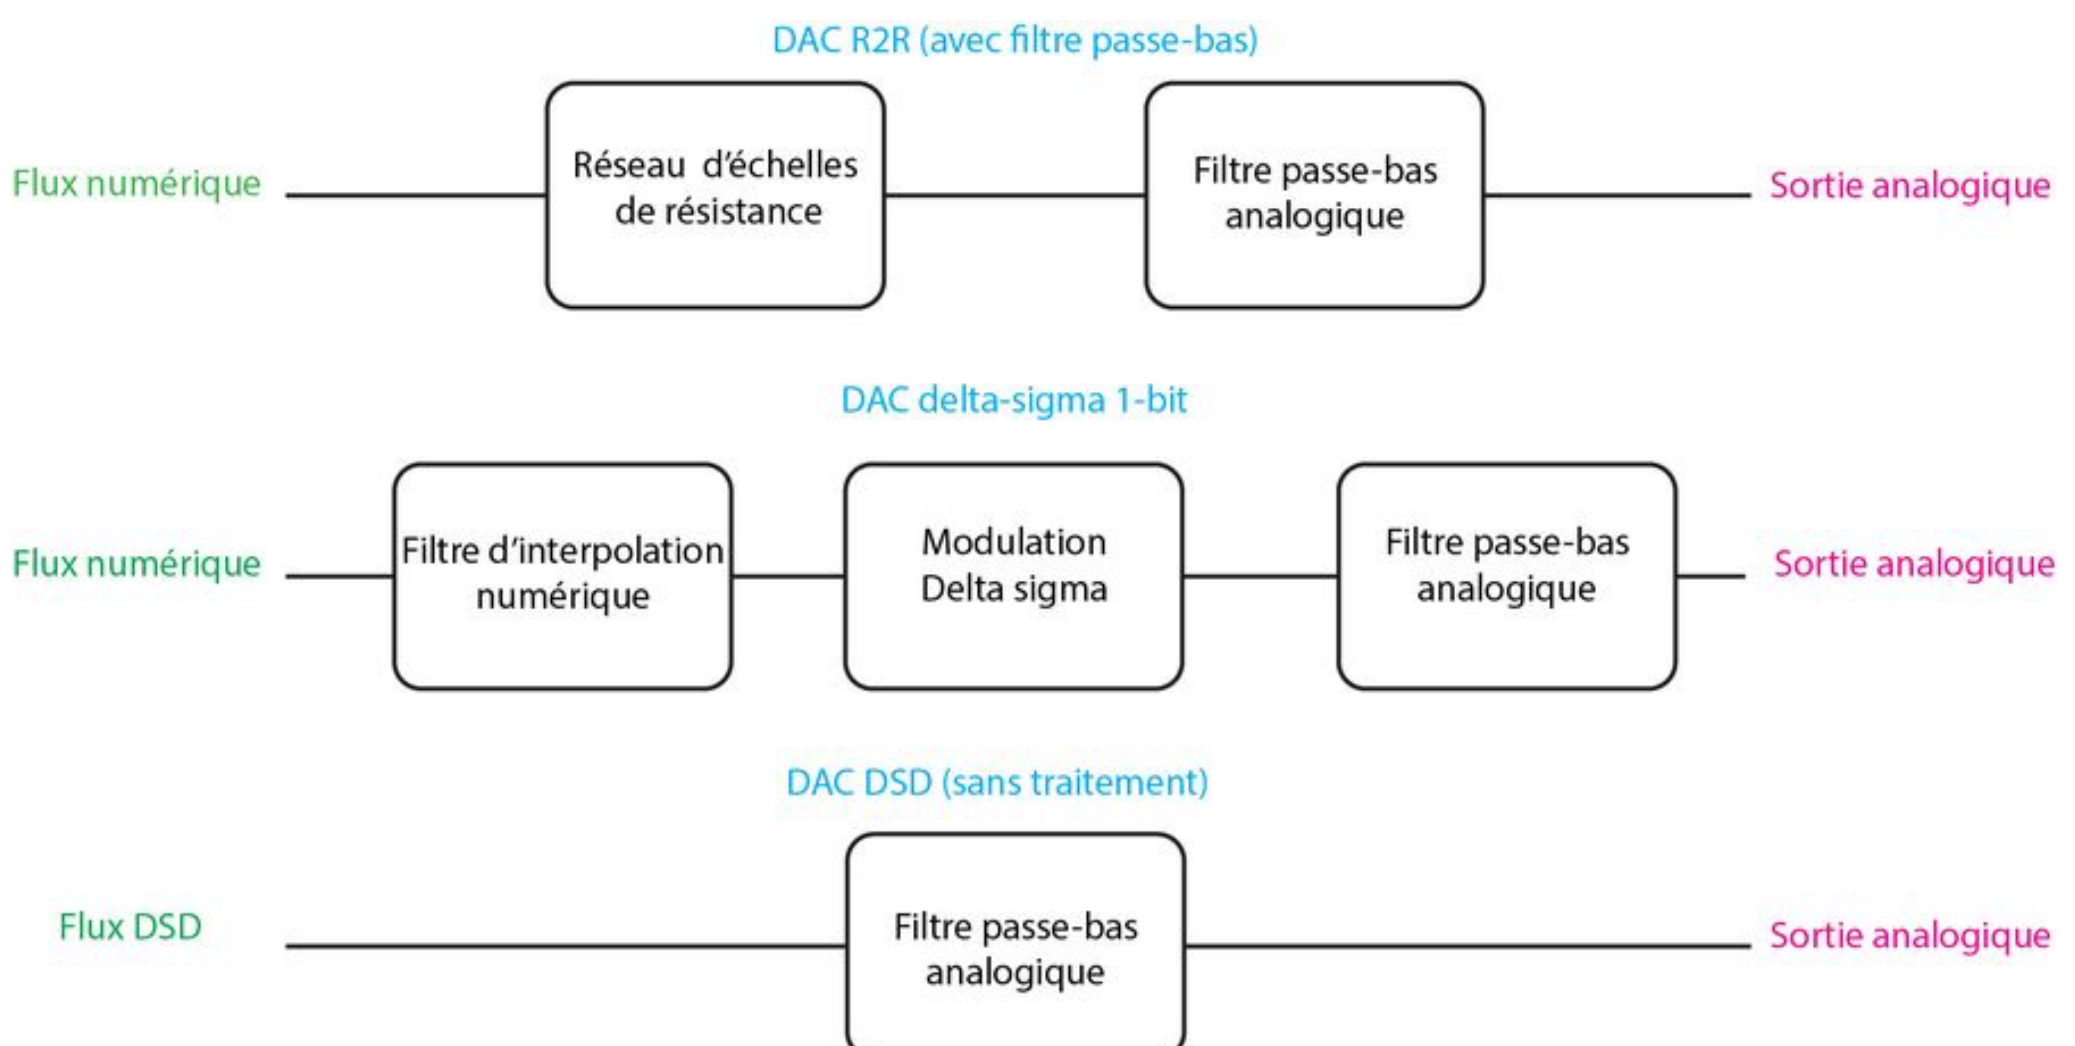 DAC R2R (avec filtre passe-bas)
Flux numérique
Réseau d'échelles
de résistance
Filtre passe-bas
analogique
Sortie analogique
DAC delta-sigma 1-bit
Flux numérique
Filtre d'interpolation
numérique
Modulation
Delta sigma
Filtre passe-bas
analogique
Sortie analogique
DAC DSD (sans traitement)
Flux DSD
Filtre passe-bas
analogique
Sortie analogique